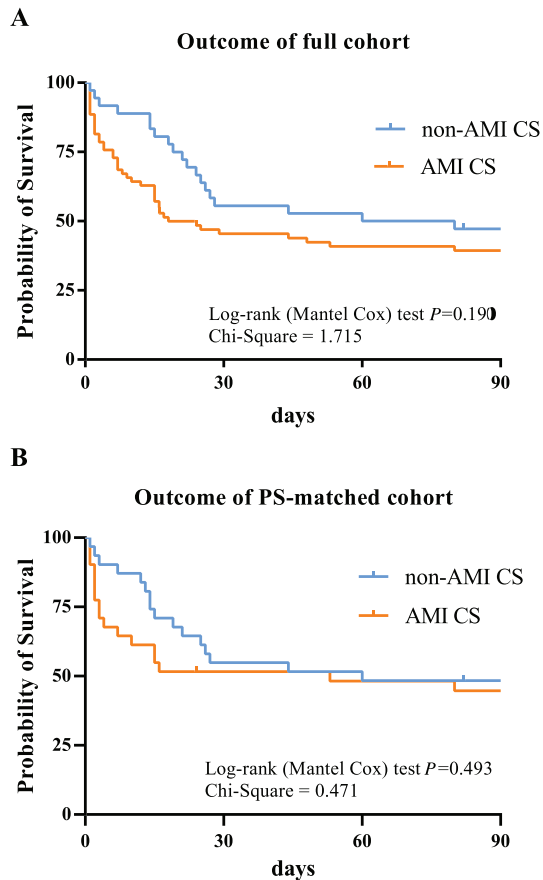 A
Outcome of full cohort
Probability of Survival
100
75
50
25
0
non-AMI CS
AMI CS
Log-rank (Mantel Cox) test P=0.190
Chi-Square = 1.715
0
30
60
90
days
B
Outcome of PS-matched cohort
Probability of Survival
100
75
50
25
0
non-AMI CS
AMI CS
Log-rank (Mantel Cox) test P=0.493
Chi-Square = 0.471
0
30
60
90
days